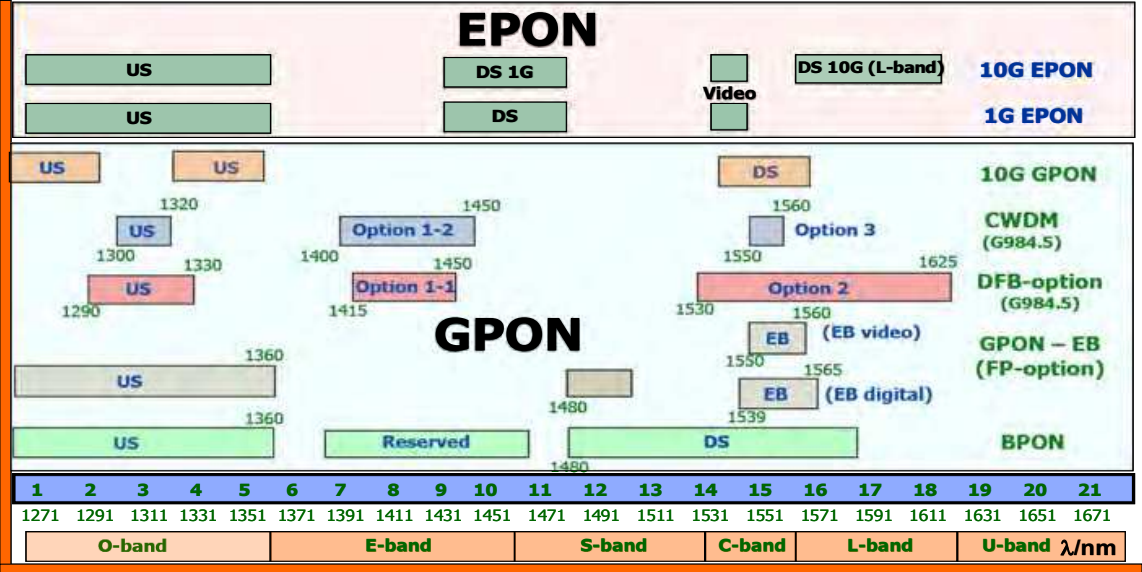 EPON
US DS 1G DS 10G (L-band) 10G EPON
Video
US DS 1G EPON
US US DS 10G GPON
1320 1450 1560
US Option 1-2 Option 3 CWDM
(G984.5)
1300 1400 1550
1330 1450 1625
US Option 1-1 Option 2 DFB-option
(G984.5)
1290 1415 1530
GPON
1560
EB (EB video) GPON – EB
1550
(FP-option)
1360 1565
US EB (EB digital)
1480 1539
1360
US Reserved DS BPON
1480
1 2 3 4 5 6 7 8 9 10 11 12 13 14 15 16 17 18 19 20 21
1271 1291 1311 1331 1351 1371 1391 1411 1431 1451 1471 1491 1511 1531 1551 1571 1591 1611 1631 1651 1671
O-band E-band S-band C-band L-band U-band λ/nm